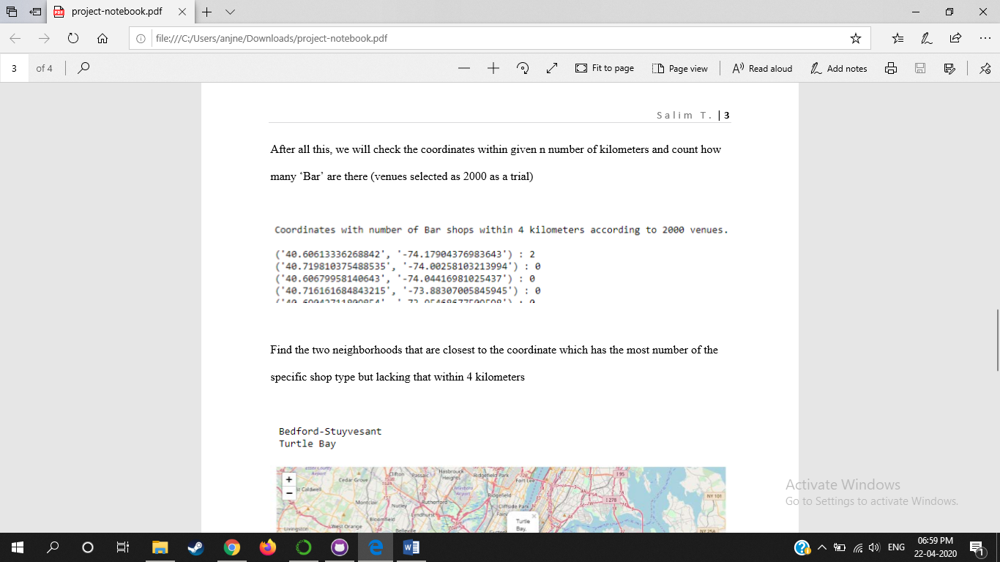 project-notebook.pdf
file:///C:/Users/anjne/Downloads/project-notebook.pdf
3 of 4
Fit to page
Page view
Read aloud
Add notes
Salim T. | 3
After all this, we will check the coordinates within given n number of kilometers and count how
many ‘Bar’ are there (venues selected as 2000 as a trial)
Coordinates with number of Bar shops within 4 kilometers according to 2000 venues.
('40.60613336268842', '-74.17904376983643') : 2
('40.719810375488535', '-74.00258103213994') : 0
('40.60679958140643', '-74.04416981025437') : 0
('40.716161684843215', '-73.88307005845945') : 0
Find the two neighborhoods that are closest to the coordinate which has the most number of the
specific shop type but lacking that within 4 kilometers
Bedford-Stuyvesant
Turtle Bay
+
−
Airport
Cedar Grove
Clifton
Passaic
Hasbrouck Heights
Ridgefield Park
Fort Lee
I 95
Caldwell
Teterboro Airport
Ridgefield
I 278
NY 101
Montclair
Nutley
Rutherford
Lyndhurst
Cliffside Park
Bloomfield
Turtle
Bay,
Livingston
West Orange
Belleville
NY 25A
Activate Windows
Go to Settings to activate Windows.
ENG
06:59 PM
22-04-2020
1